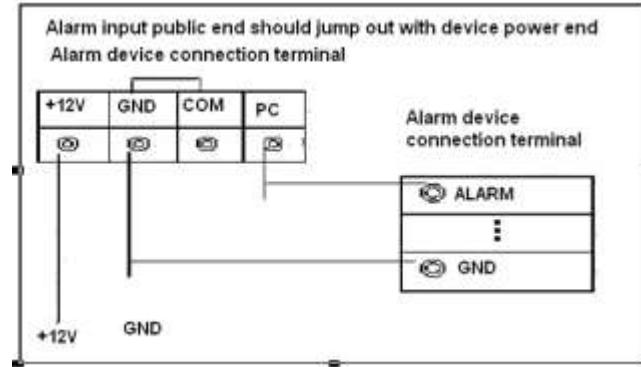 Alarm input public end should jump out with device power end
Alarm device connection terminal
+12V GND COM PC
Alarm device
connection terminal
ALARM
GND
+12V GND